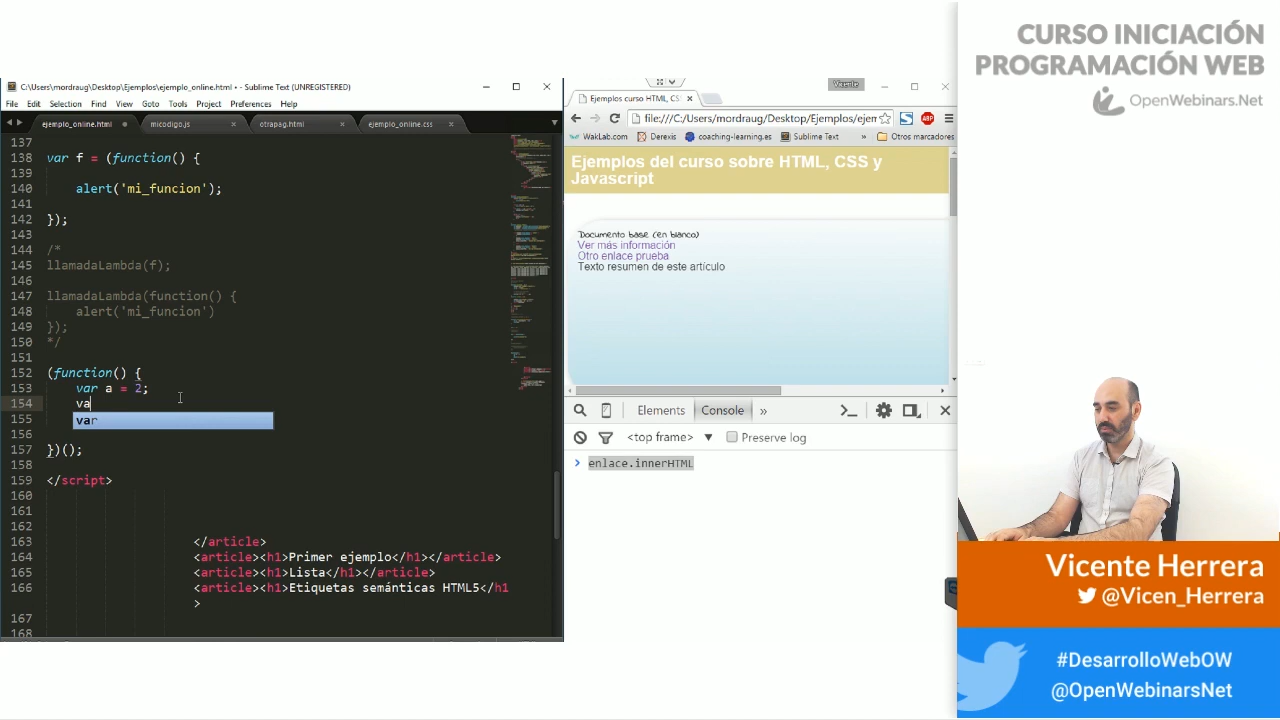 CURSO INICIACIÓN
PROGRAMACIÓN WEB
OpenWebinars.Net
C:\Users\mordraug\Desktop\Ejemplos\ejemplo_online.html • - Sublime Text (UNREGISTERED)
File Edit Selection Find View Goto Tools Project Preferences Help
ejemplo_online.html
micodigo.js
otrapag.html
ejemplo_online.css
137
138 var f = (function() {
139
140 alert('mi_funcion');
141
142 });
143
144 /*
145 llamadaLambda(f);
146
147 llamadaLambda(function() {
148 alert('mi_funcion')
149 });
150 */
151
152 (function() {
153 var a = 2;
154 va
155 var
156
157 })();
158
159 </script>
160
161
162
163 </article>
164 <article><h1>Primer ejemplo</h1></article>
165 <article><h1>Lista</h1></article>
166 <article><h1>Etiquetas semánticas HTML5</h1
>
167
168
Vicente
Ejemplos curso HTML, CS
file:///C:/Users/mordraug/Desktop/Ejemplos/ejem
ABP
WakLab.com Derexis coaching-learning.es Sublime Text » Otros marcadores
Ejemplos del curso sobre HTML, CSS y
Javascript
Documento base (en blanco)
Ver más información
Otro enlace prueba
Texto resumen de este artículo
Elements Console »
<top frame> ▼ Preserve log
> enlace.innerHTML
Vicente Herrera
@Vicen_Herrera
#DesarrolloWebOW
@OpenWebinarsNet